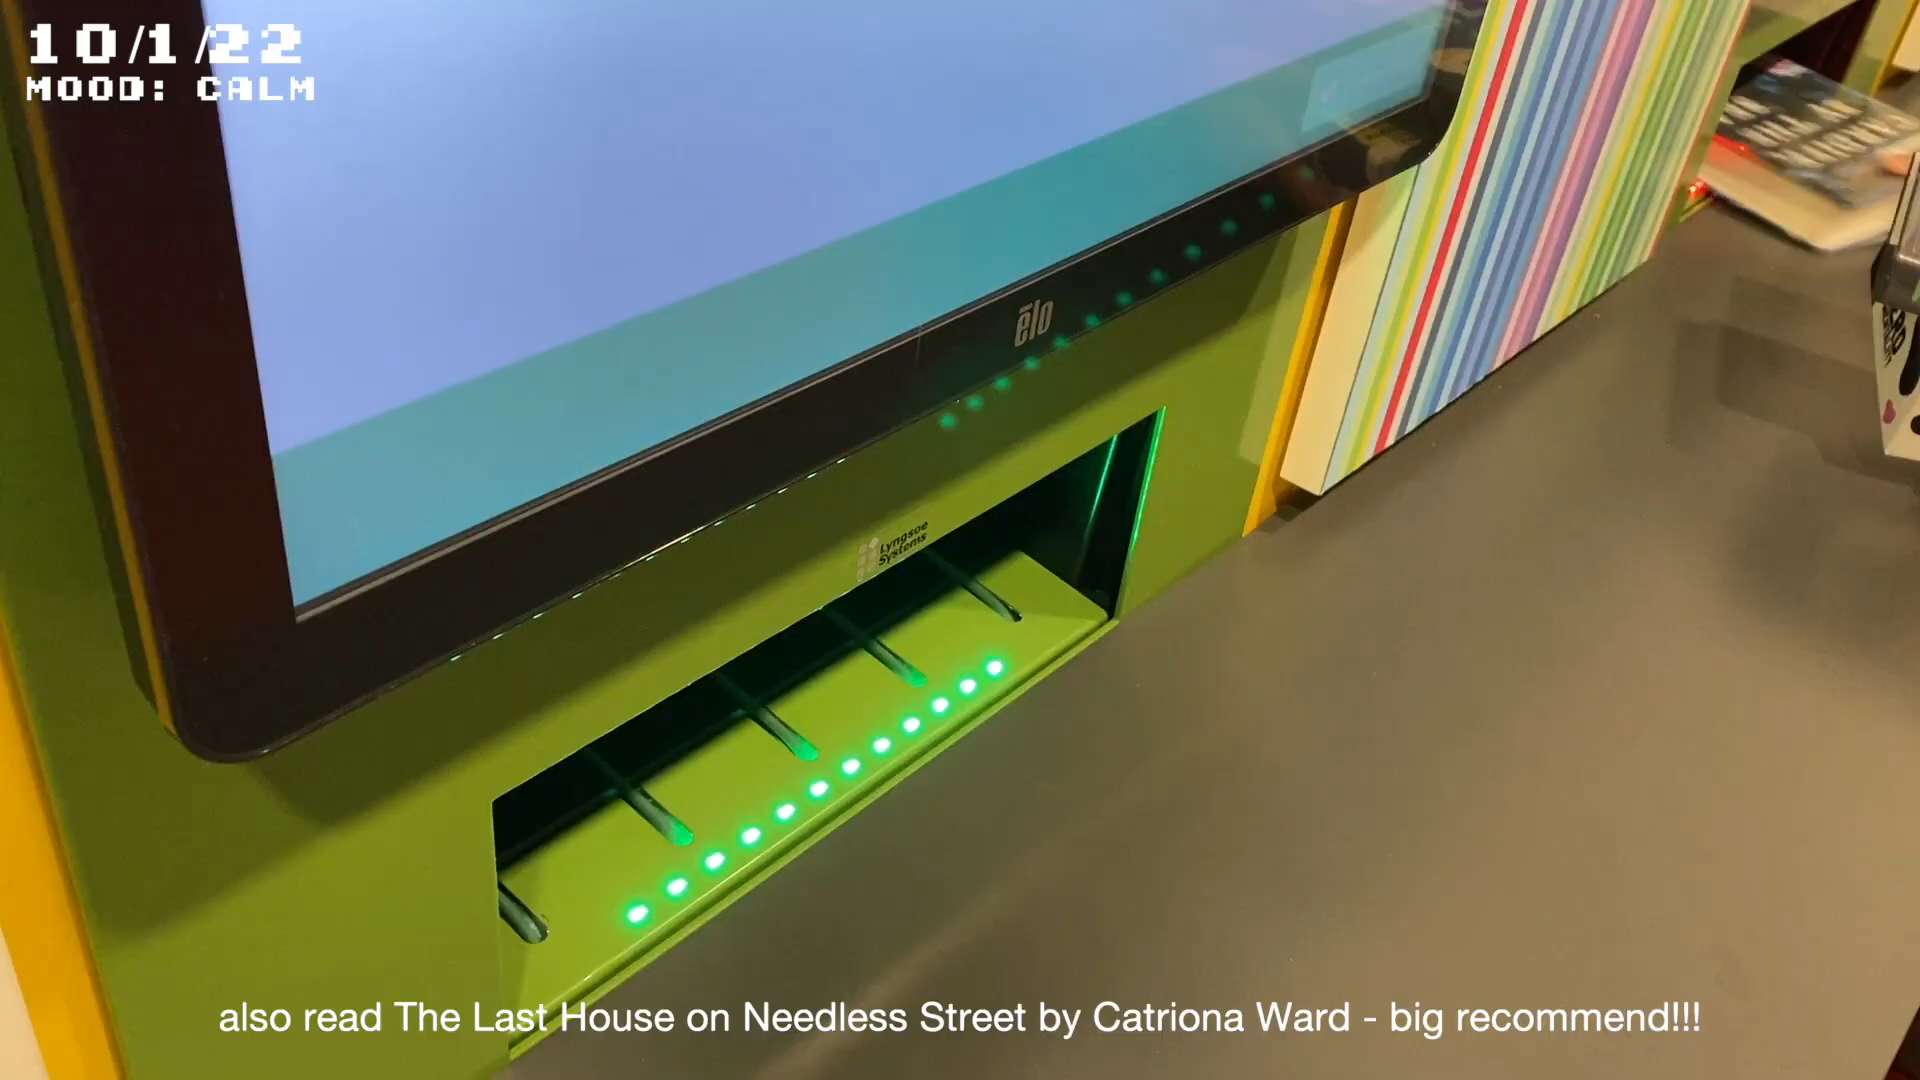 10/1/22
MOOD: CALM
ēlo
Lyngsoe
Systems
also read The Last House on Needless Street by Catriona Ward - big recommend!!!